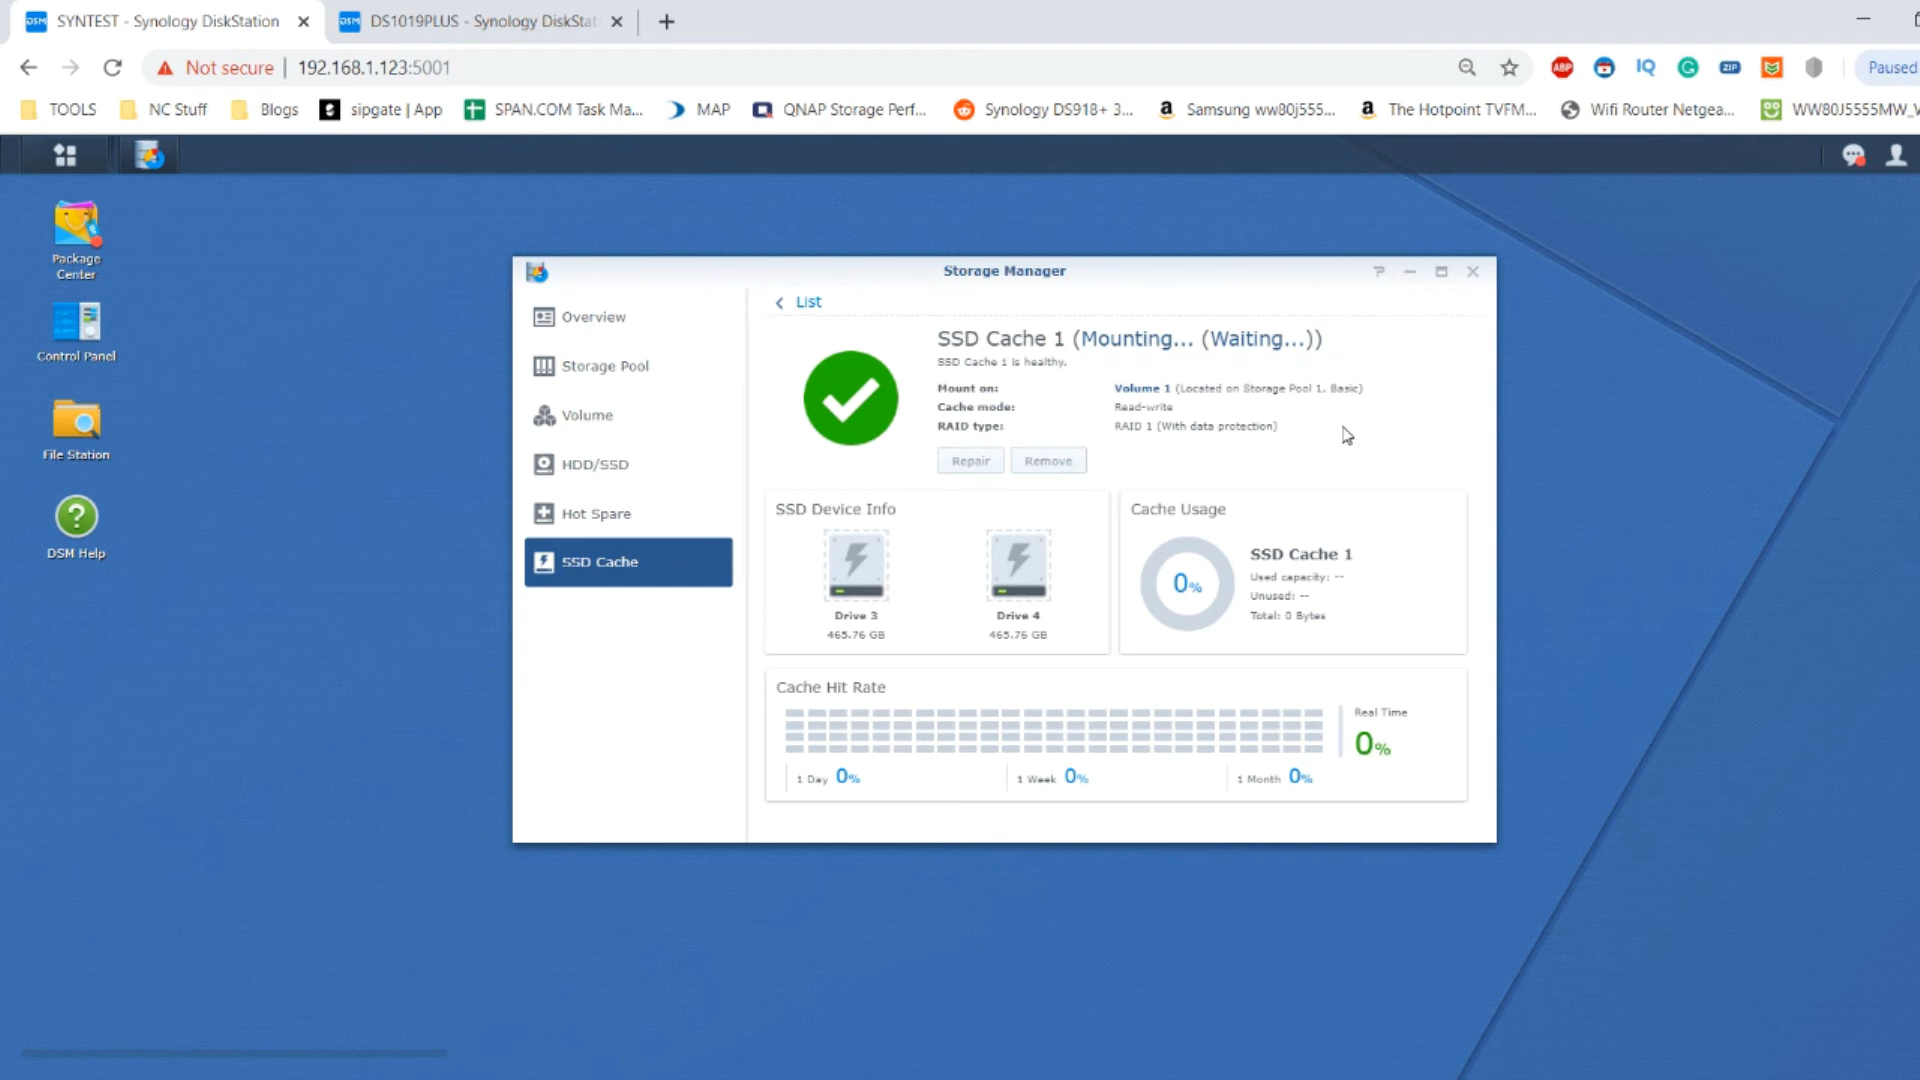 SYNTEST - Synology DiskStation
DS1019PLUS - Synology DiskStat
Not secure | 192.168.1.123:5001
ABP
IQ
ZIP
Paused
TOOLS
NC Stuff
Blogs
sipgate | App
SPAN.COM Task Ma...
MAP
QNAP Storage Perf...
Synology DS918+ 3...
Samsung ww80j555...
The Hotpoint TVFM...
Wifi Router Netgea...
WW80J5555MW_V
Package
Center
Control Panel
File Station
DSM Help
Storage Manager
Overview
Storage Pool
Volume
HDD/SSD
Hot Spare
SSD Cache
List
SSD Cache 1 (Mounting... (Waiting...))
SSD Cache 1 is healthy.
Mount on: Volume 1 (Located on Storage Pool 1, Basic)
Cache mode: Read-write
RAID type: RAID 1 (With data protection)
Repair
Remove
SSD Device Info
Drive 3
465.76 GB
Drive 4
465.76 GB
Cache Usage
0%
SSD Cache 1
Used capacity: --
Unused: --
Total: 0 Bytes
Cache Hit Rate
Real Time
0%
1 Day 0%
1 Week 0%
1 Month 0%